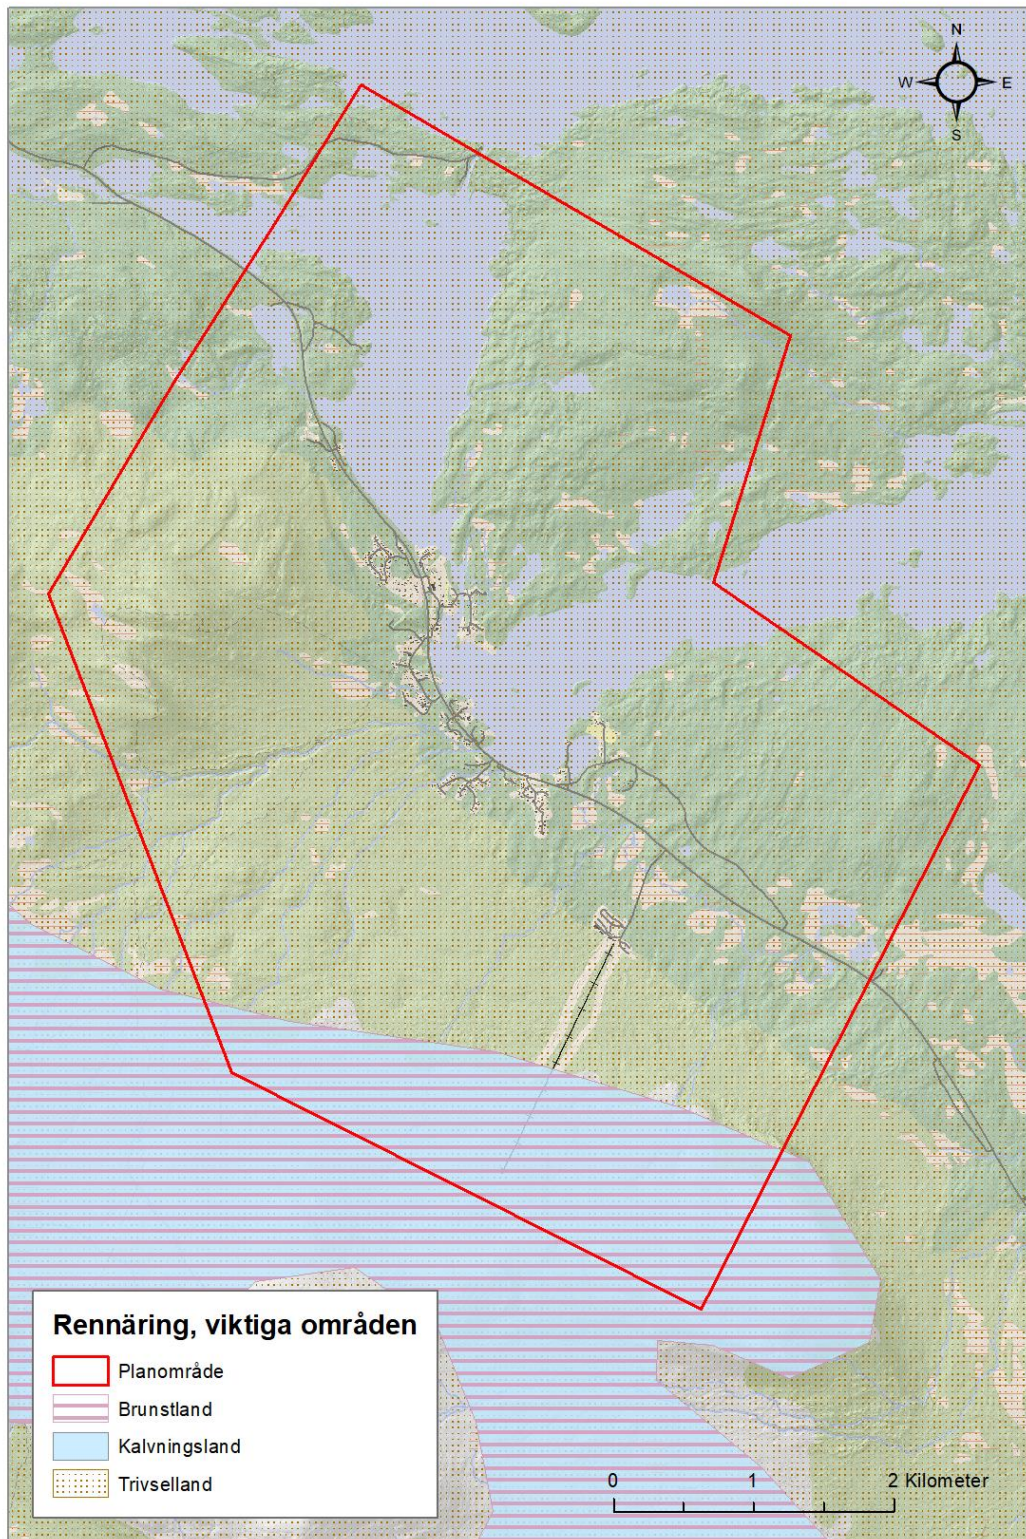 N
W E
S
Rennäring, viktiga områden
Planområde
Brunstland
Kalvningsland
Trivselland
0 1 2 Kilometer